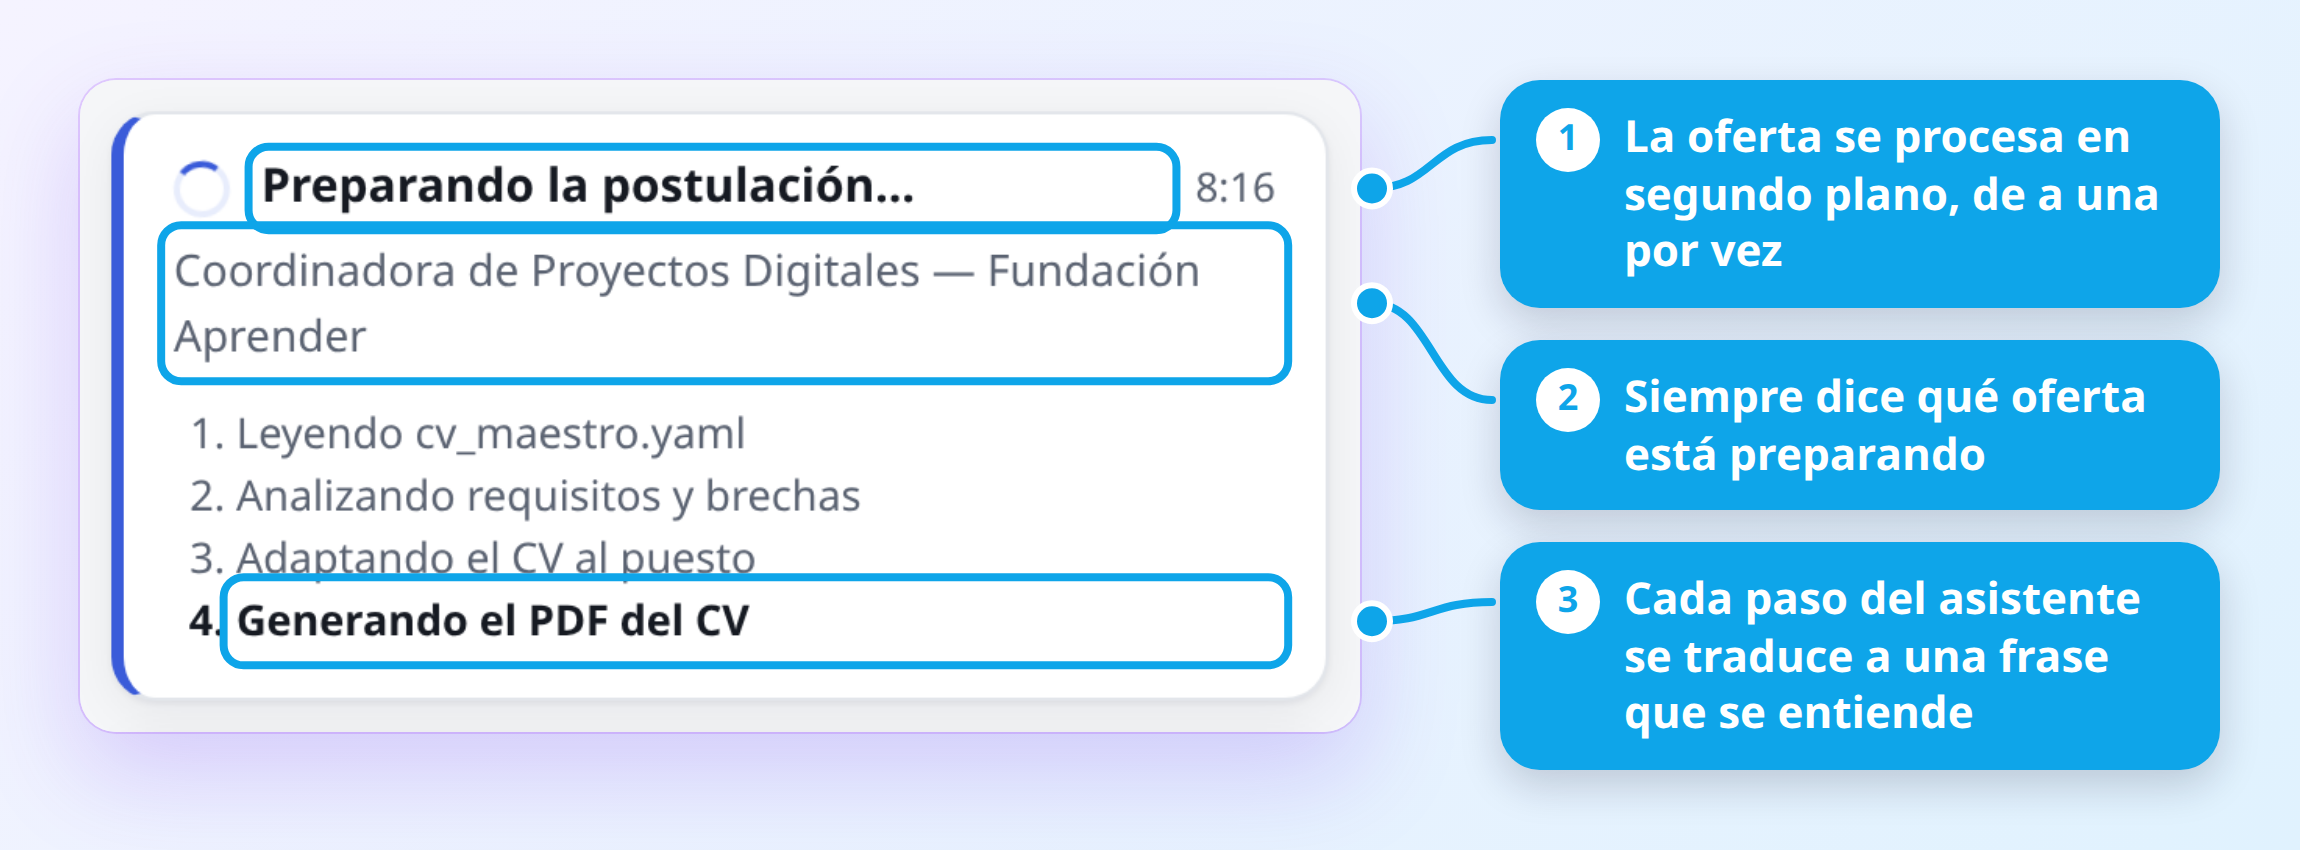 Preparando la postulación... 8:16
Coordinadora de Proyectos Digitales — Fundación
Aprender
1. Leyendo cv_maestro.yaml
2. Analizando requisitos y brechas
3. Adaptando el CV al puesto
4. Generando el PDF del CV
1 La oferta se procesa en
segundo plano, de a una
por vez
2 Siempre dice qué oferta
está preparando
3 Cada paso del asistente
se traduce a una frase
que se entiende